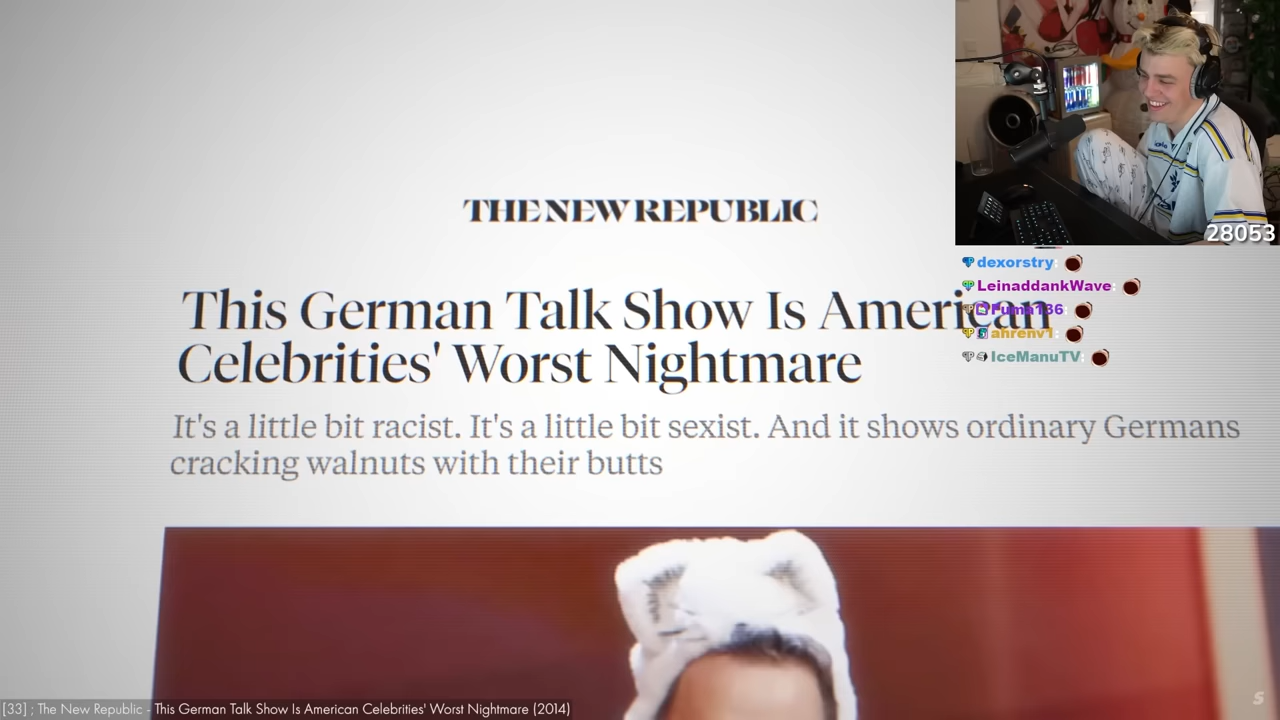 28053
THE NEW REPUBLIC
dexorstry:
LeinaddankWave:
Puma136:
ahrenv1:
IceManuTV:
This German Talk Show Is American
Celebrities' Worst Nightmare
It's a little bit racist. It's a little bit sexist. And it shows ordinary Germans
cracking walnuts with their butts
[33] ; The New Republic - This German Talk Show Is American Celebrities' Worst Nightmare (2014)
S